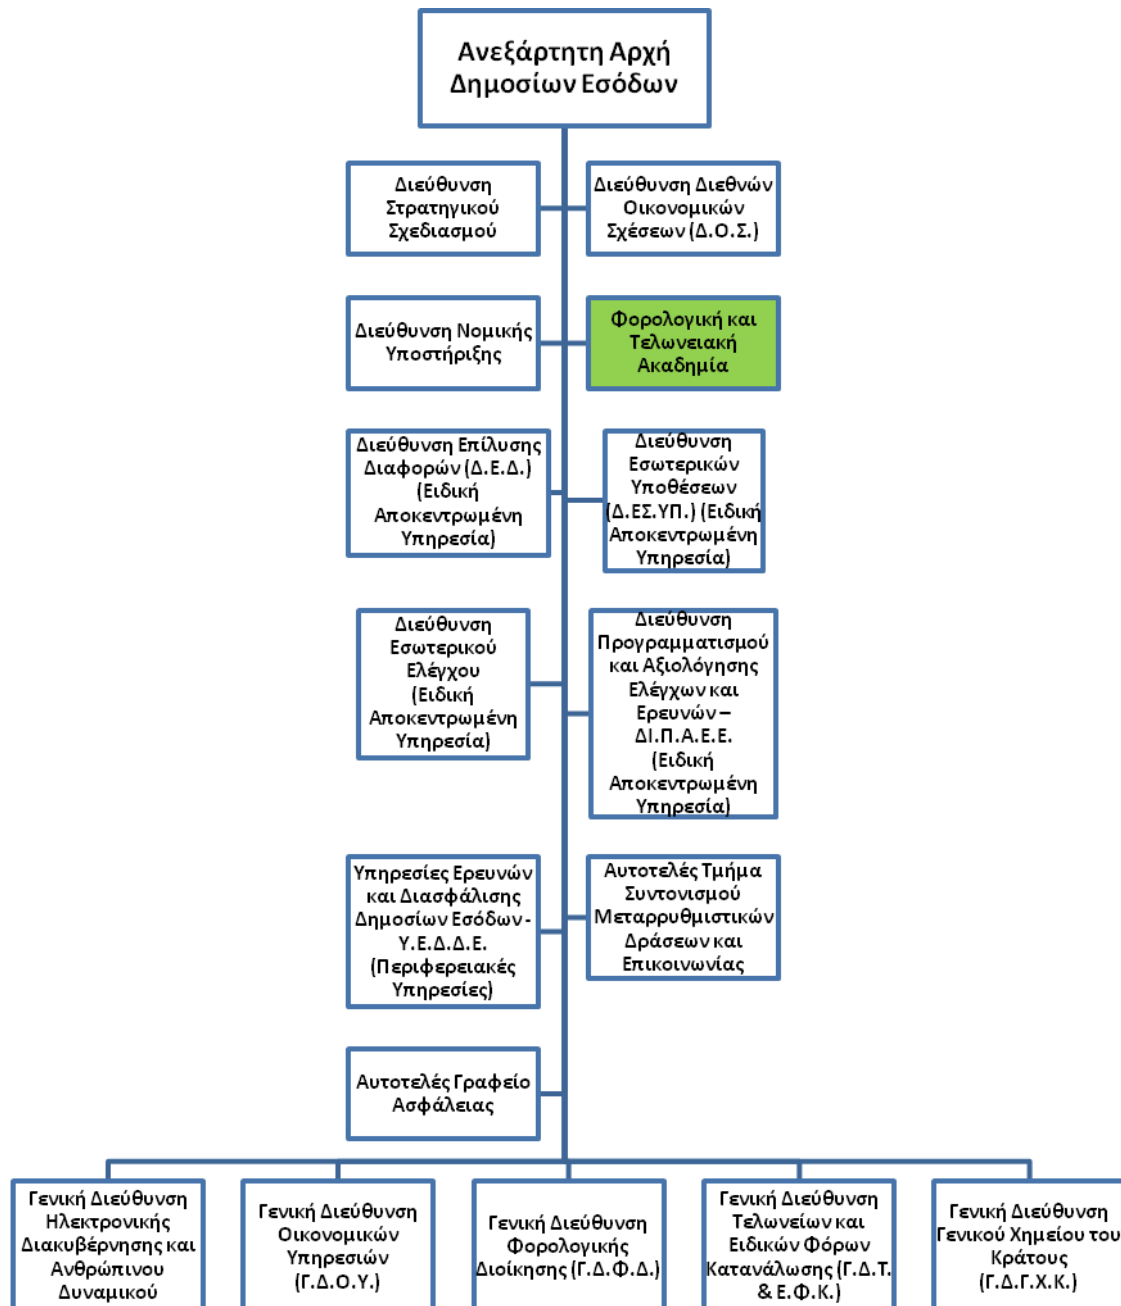 Ανεξάρτητη Αρχή
Δημοσίων Εσόδων
Διεύθυνση
Στρατηγικού
Σχεδιασμού
Διεύθυνση Διεθνών
Οικονομικών
Σχέσεων (Δ.Ο.Σ.)
Διεύθυνση Νομικής
Υποστήριξης
Φορολογική και
Τελωνειακή
Ακαδημία
Διεύθυνση Επίλυσης
Διαφορών (Δ.Ε.Δ.)
(Ειδική
Αποκεντρωμένη
Υπηρεσία)
Διεύθυνση
Εσωτερικών
Υποθέσεων
(Δ.ΕΣ.ΥΠ.) (Ειδική
Αποκεντρωμένη
Υπηρεσία)
Διεύθυνση
Εσωτερικού
Ελέγχου
(Ειδική
Αποκεντρωμένη
Υπηρεσία)
Διεύθυνση
Προγραμματισμού
και Αξιολόγησης
Ελέγχων και
Ερευνών –
ΔΙ.Π.Α.Ε.Ε.
(Ειδική
Αποκεντρωμένη
Υπηρεσία)
Υπηρεσίες Ερευνών
και Διασφάλισης
Δημοσίων Εσόδων -
Υ.Ε.Δ.Δ.Ε.
(Περιφερειακές
Υπηρεσίες)
Αυτοτελές Τμήμα
Συντονισμού
Μεταρρυθμιστικών
Δράσεων και
Επικοινωνίας
Αυτοτελές Γραφείο
Ασφάλειας
Γενική Διεύθυνση
Ηλεκτρονικής
Διακυβέρνησης και
Ανθρώπινου
Δυναμικού
Γενική Διεύθυνση
Οικονομικών
Υπηρεσιών
(Γ.Δ.Ο.Υ.)
Γενική Διεύθυνση
Φορολογικής
Διοίκησης (Γ.Δ.Φ.Δ.)
Γενική Διεύθυνση
Τελωνείων και
Ειδικών Φόρων
Κατανάλωσης (Γ.Δ.Τ.
& Ε.Φ.Κ.)
Γενική Διεύθυνση
Γενικού Χημείου του
Κράτους
(Γ.Δ.Γ.Χ.Κ.)